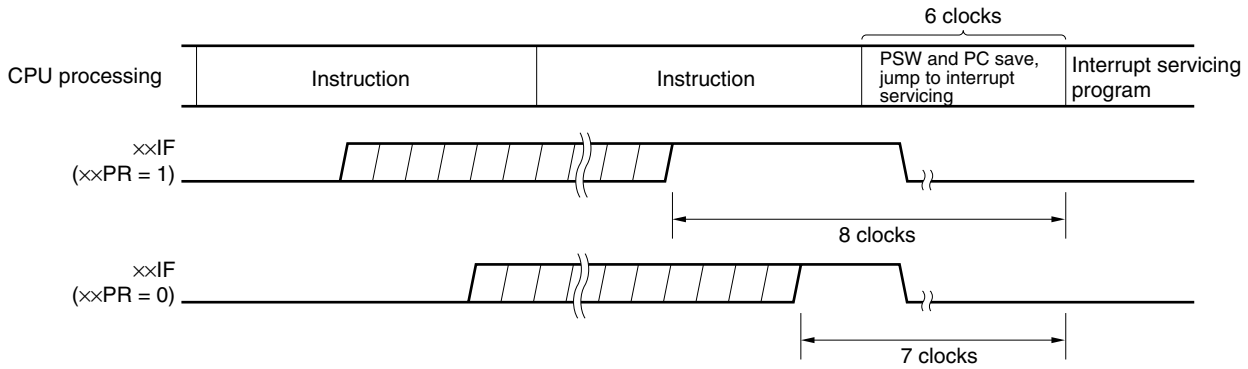 6 clocks
CPU processing
Instruction
Instruction
PSW and PC save,
jump to interrupt
servicing
Interrupt servicing
program
××IF
(××PR = 1)
8 clocks
××IF
(××PR = 0)
7 clocks